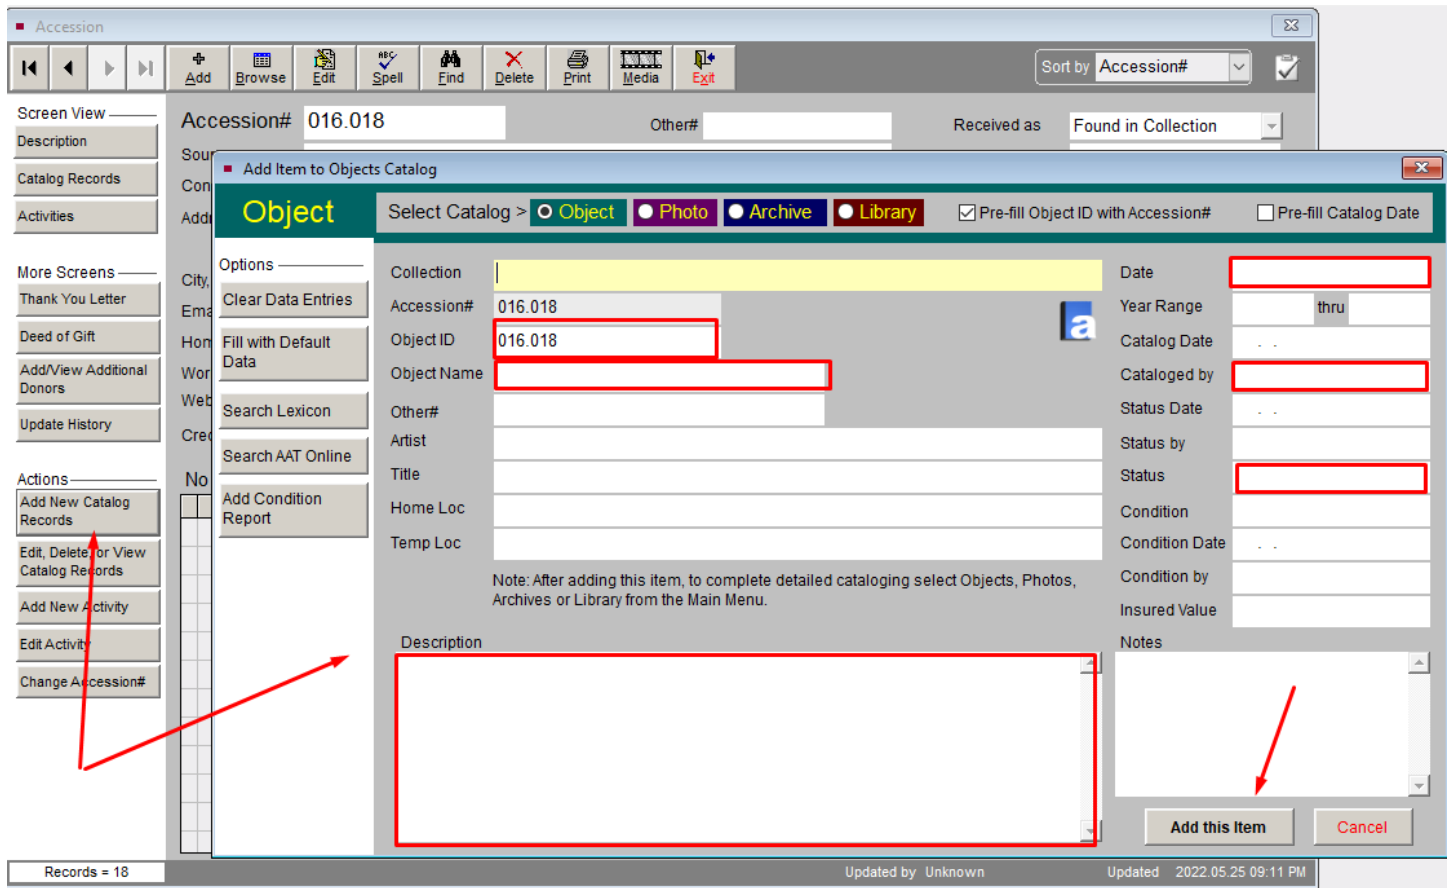 Accession
Add Browse Edit Spell Find Delete Print Media Exit
ABC
Sort by Accession#
Screen View
Description
Catalog Records
Activities
More Screens
Thank You Letter
Deed of Gift
Add/View Additional
Donors
Update History
Actions
Add New Catalog
Records
Edit, Delete, or View
Catalog Records
Add New Activity
Edit Activity
Change Accession#
Records = 18
Accession# 016.018
Other#
Received as Found in Collection
City,
No
Add Item to Objects Catalog
Object
Select Catalog > Object Photo Archive Library
Pre-fill Object ID with Accession#
Pre-fill Catalog Date
Options
Clear Data Entries
Fill with Default
Data
Search Lexicon
Search AAT Online
Add Condition
Report
Collection
Accession# 016.018
Object ID 016.018
Object Name
Other#
Artist
Title
Home Loc
Temp Loc
a
Note: After adding this item, to complete detailed cataloging select Objects, Photos,
Archives or Library from the Main Menu.
Description
Date
Year Range thru
Catalog Date . .
Cataloged by
Status Date . .
Status by
Status
Condition
Condition Date . .
Condition by
Insured Value
Notes
Add this Item Cancel
Updated by Unknown
Updated 2022.05.25 09:11 PM